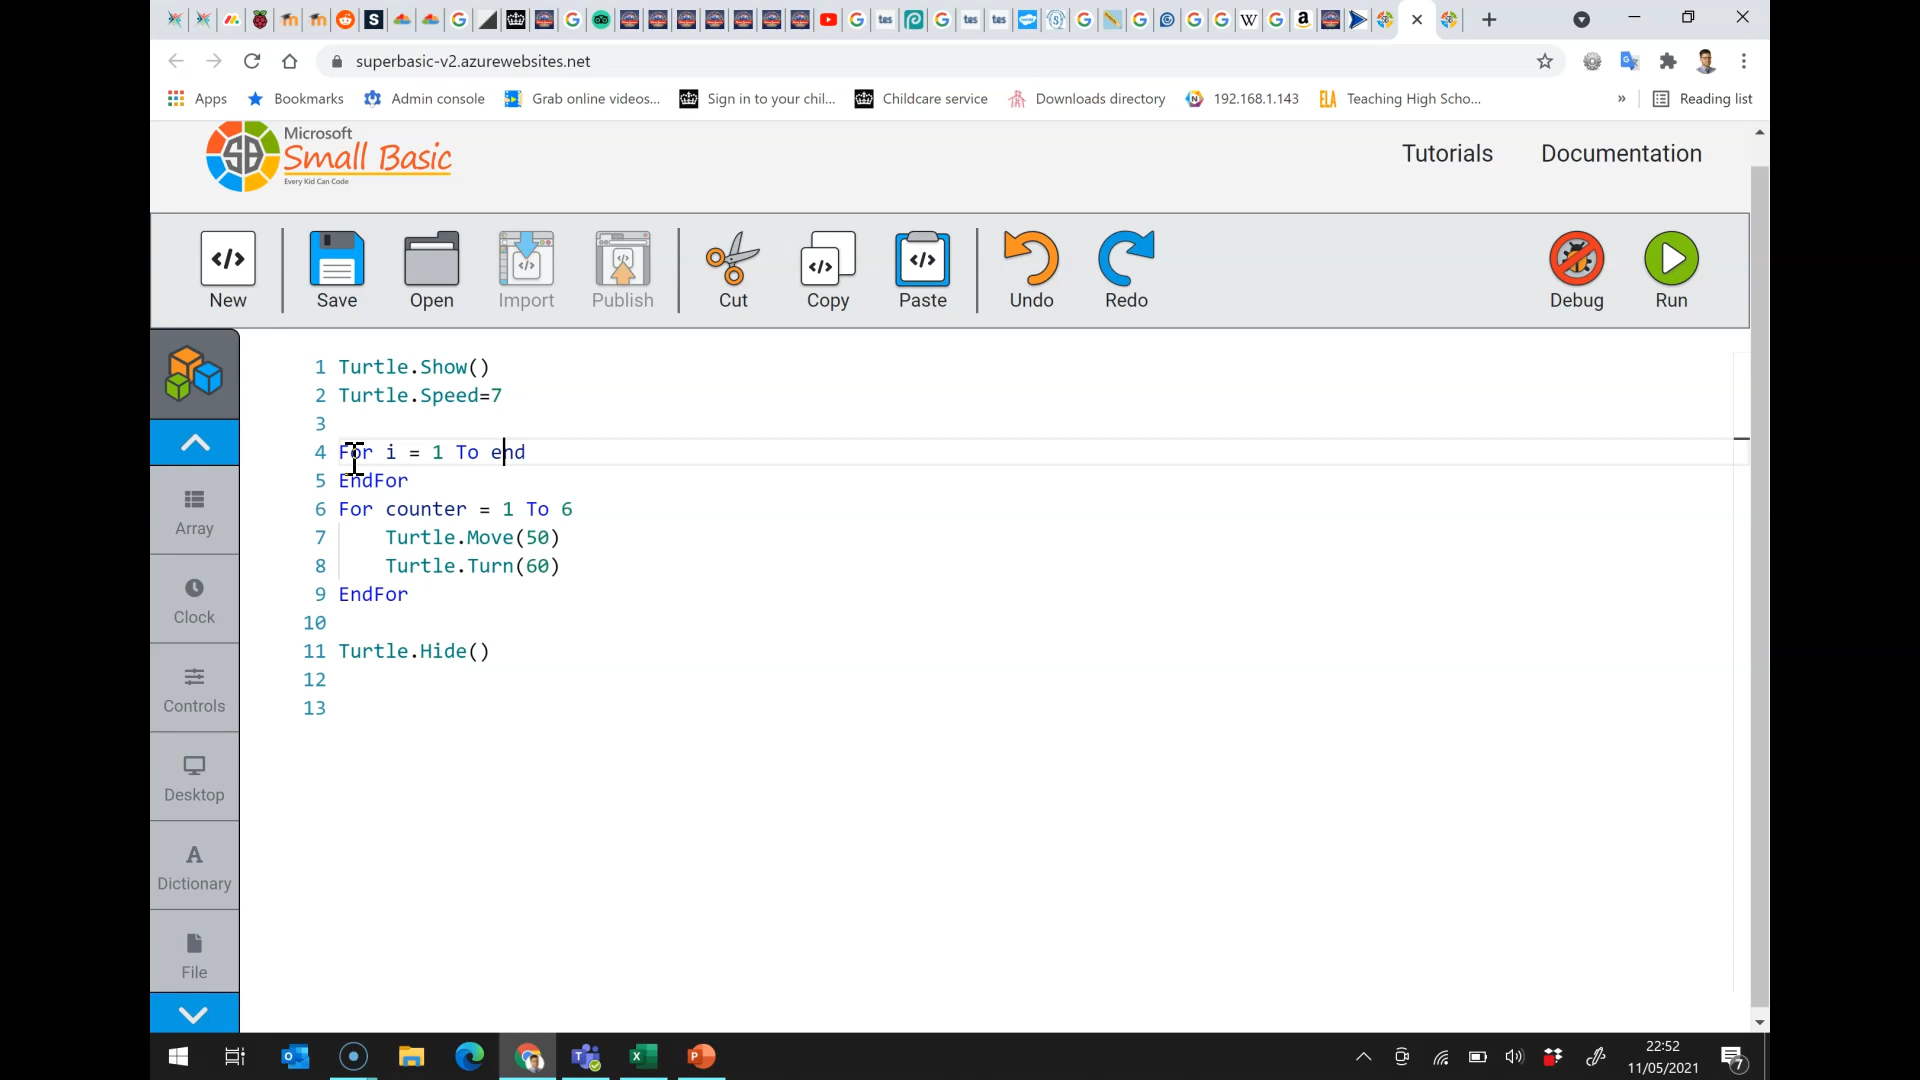 superbasic-v2.azurewebsites.net
Apps Bookmarks Admin console Grab online videos... Sign in to your chil... Childcare service Downloads directory 192.168.1.143 ELA Teaching High Scho... » Reading list
SB Microsoft Small Basic Every Kid Can Code
Tutorials Documentation
New Save Open Import Publish Cut Copy Paste Undo Redo Debug Run
1 Turtle.Show()
2 Turtle.Speed=7
3
4 For i = 1 To end
5 EndFor
6 For counter = 1 To 6
7 Turtle.Move(50)
8 Turtle.Turn(60)
9 EndFor
10
11 Turtle.Hide()
12
13
Array
Clock
Controls
Desktop
Dictionary
File
22:52
11/05/2021
7